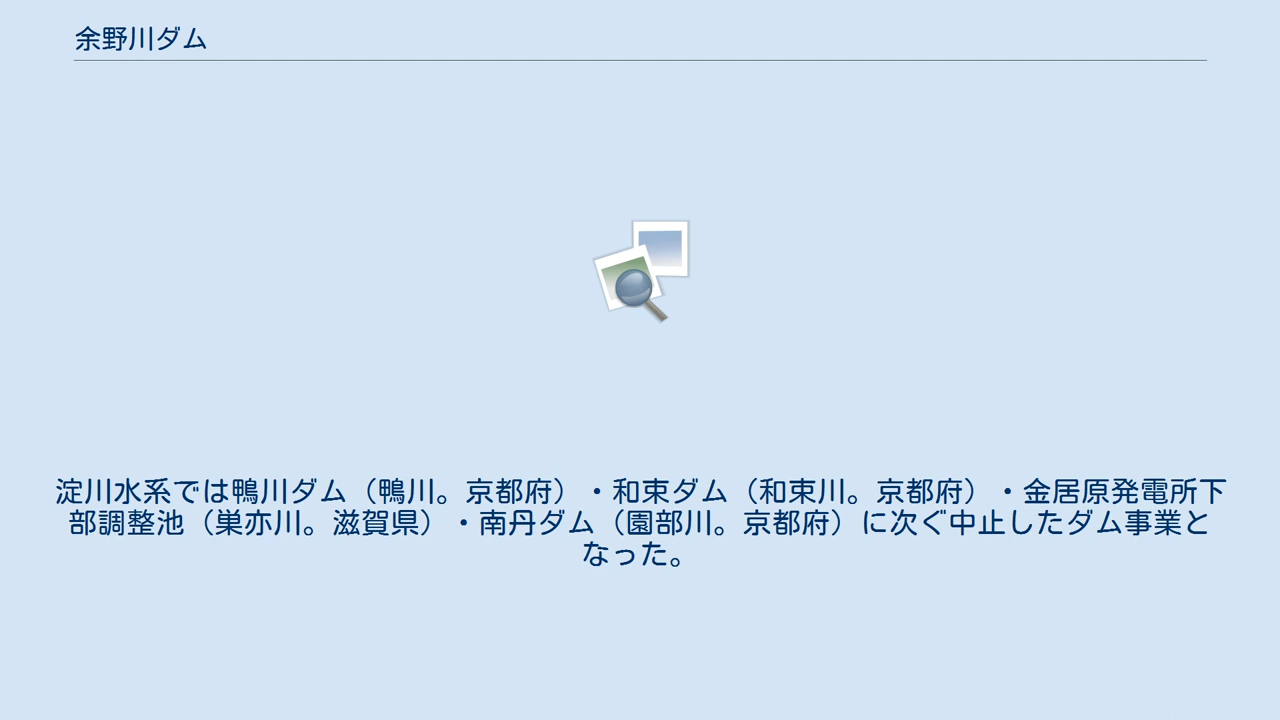 余野川ダム
淀川水系では鴨川ダム（鴨川。京都府）・和束ダム（和束川。京都府）・金居原発電所下
部調整池（巣亦川。滋賀県）・南丹ダム（園部川。京都府）に次ぐ中止したダム事業と
なった。